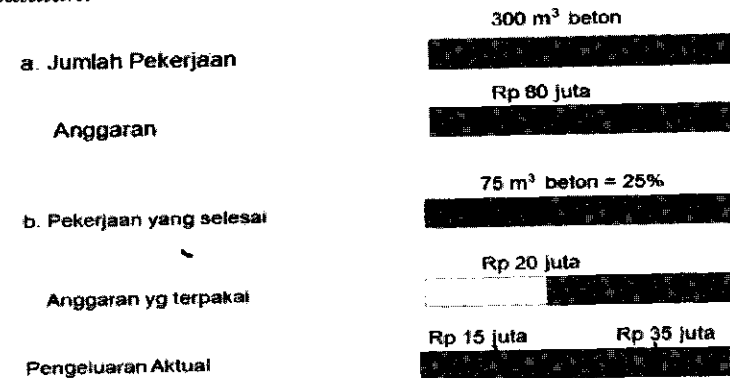 300 m³ beton
a. Jumlah Pekerjaan
Rp 80 juta
Anggaran
75 m³ beton = 25%
b. Pekerjaan yang selesai
Rp 20 juta
Anggaran yg terpakai
Rp 15 juta Rp 35 juta
Pengeluaran Aktual